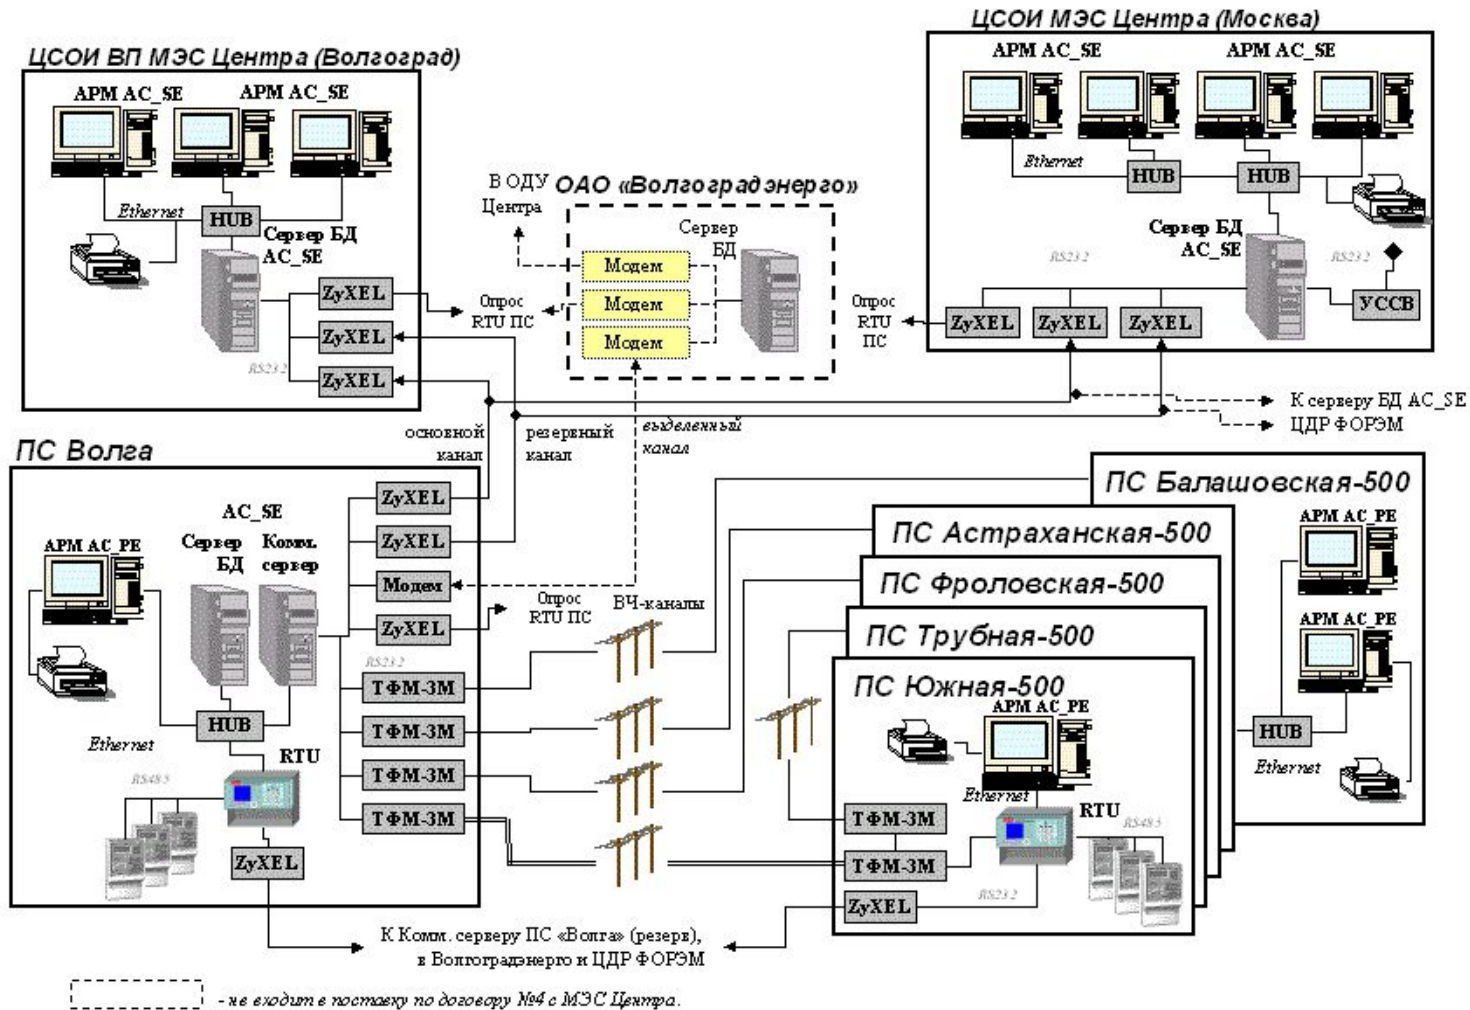 ЦСОИ МЭС Центра (Москва)
АРМ AC_SE
АРМ AC_SE
Ethernet
HUB
HUB
Сервер БД
AC_SE
RS232
RS232
ZyXEL
ZyXEL
ZyXEL
УССВ
Опрос
RTU
ПС
ЦСОИ ВП МЭС Центра (Волгоград)
АРМ AC_SE
АРМ AC_SE
Ethernet
HUB
Сервер БД
AC_SE
ZyXEL
ZyXEL
ZyXEL
RS232
Опрос
RTU ПС
В ОДУ
Центра
ОАО «Волгоградэнерго»
Сервер
БД
Модем
Модем
Модем
К серверу БД AC_SE
ЦДР ФОРЭМ
основной
канал
резервный
канал
выделенный
канал
ПС Волга
AC_SE
АРМ AC_PE
Сервер
БД
Комм.
сервер
ZyXEL
ZyXEL
Модем
ZyXEL
Опрос
RTU ПС
ВЧ-каналы
RS232
ТФМ-3М
ТФМ-3М
ТФМ-3М
ТФМ-3М
HUB
Ethernet
RTU
RS485
ZyXEL
ПС Балашовская-500
АРМ AC_PE
АРМ AC_PE
HUB
Ethernet
ПС Астраханская-500
ПС Фроловская-500
ПС Трубная-500
ПС Южная-500
АРМ AC_PE
Ethernet
RTU
RS485
ТФМ-3М
ТФМ-3М
ZyXEL
RS232
К Комм. серверу ПС «Волга» (резерв),
в Волгоградэнерго и ЦДР ФОРЭМ
- не входит в поставку по договору №4 с МЭС Центра.